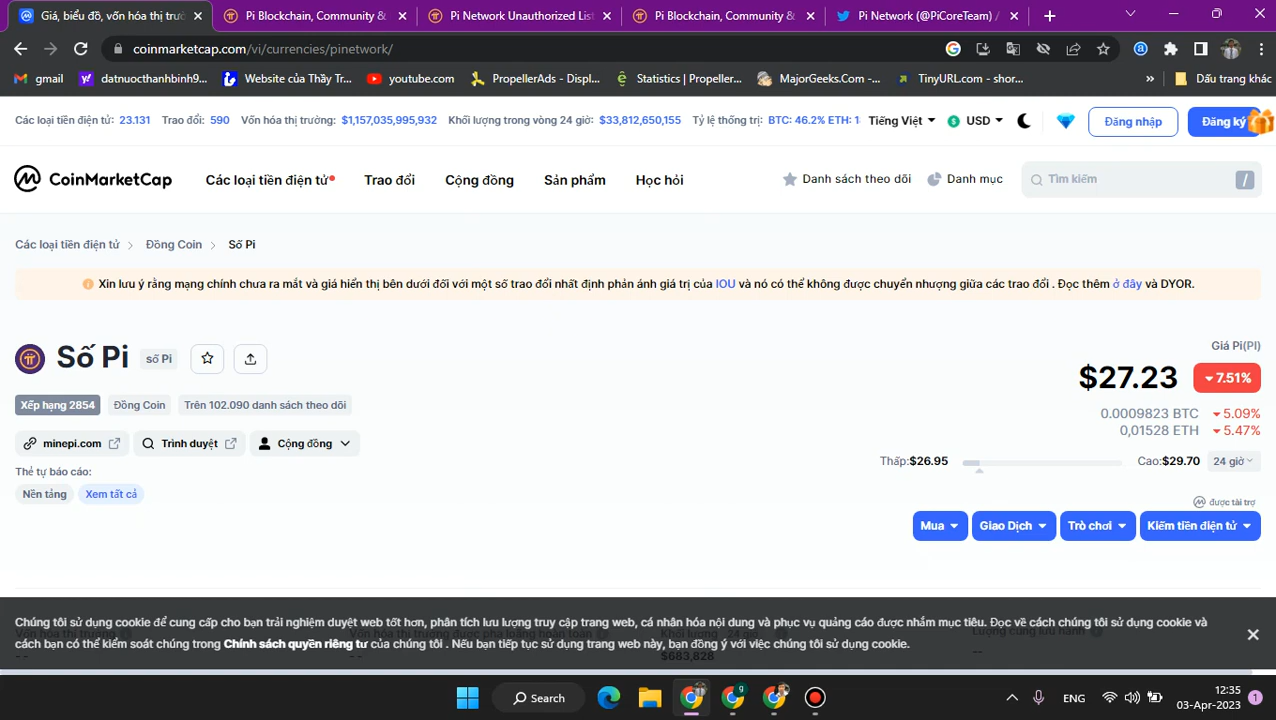 Giá, biểu đồ, vốn hóa thị trườ
Pi Blockchain, Community &
Pi Network Unauthorized List
Pi Blockchain, Community &
Pi Network (@PiCoreTeam) /
coinmarketcap.com/vi/currencies/pinetwork/
gmail
datnuocthanhbinh9...
Website của Thầy Tr...
youtube.com
PropellerAds - Displ...
Statistics | Propeller...
MajorGeeks.Com -...
TinyURL.com - shor...
»
Dấu trang khác
Các loại tiền điện tử: 23.131 Trao đổi: 590 Vốn hóa thị trường: $1,157,035,995,932 Khối lượng trong vòng 24 giờ: $33,812,650,155 Tỷ lệ thống trị: BTC: 46.2% ETH: 1
Tiếng Việt
USD
Đăng nhập
Đăng ký
CoinMarketCap
Các loại tiền điện tử
Trao đổi
Cộng đồng
Sản phẩm
Học hỏi
Danh sách theo dõi
Danh mục
Tìm kiếm
/
Các loại tiền điện tử > Đồng Coin > Số Pi
Xin lưu ý rằng mạng chính chưa ra mắt và giá hiển thị bên dưới đối với một số trao đổi nhất định phản ánh giá trị của IOU và nó có thể không được chuyển nhượng giữa các trao đổi . Đọc thêm ở đây và DYOR.
Số Pi
số Pi
Giá Pi(PI)
$27.23
7.51%
Xếp hạng 2854
Đồng Coin
Trên 102.090 danh sách theo dõi
0.0009823 BTC 5.09%
0,01528 ETH 5.47%
minepi.com
Trình duyệt
Cộng đồng
Thấp:$26.95
Cao:$29.70
24 giờ
Thẻ tự báo cáo:
Nền tảng
Xem tất cả
được tài trợ
Mua
Giao Dịch
Trò chơi
Kiếm tiền điện tử
Chúng tôi sử dụng cookie để cung cấp cho bạn trải nghiệm duyệt web tốt hơn, phân tích lưu lượng truy cập trang web, cá nhân hóa nội dung và phục vụ quảng cáo được nhắm mục tiêu. Đọc về cách chúng tôi sử dụng cookie và
cách bạn có thể kiểm soát chúng trong Chính sách quyền riêng tư của chúng tôi . Nếu bạn tiếp tục sử dụng trang web này, bạn đồng ý với việc chúng tôi sử dụng cookie.
$663,828
Search
9
ENG
12:35
03-Apr-2023
1